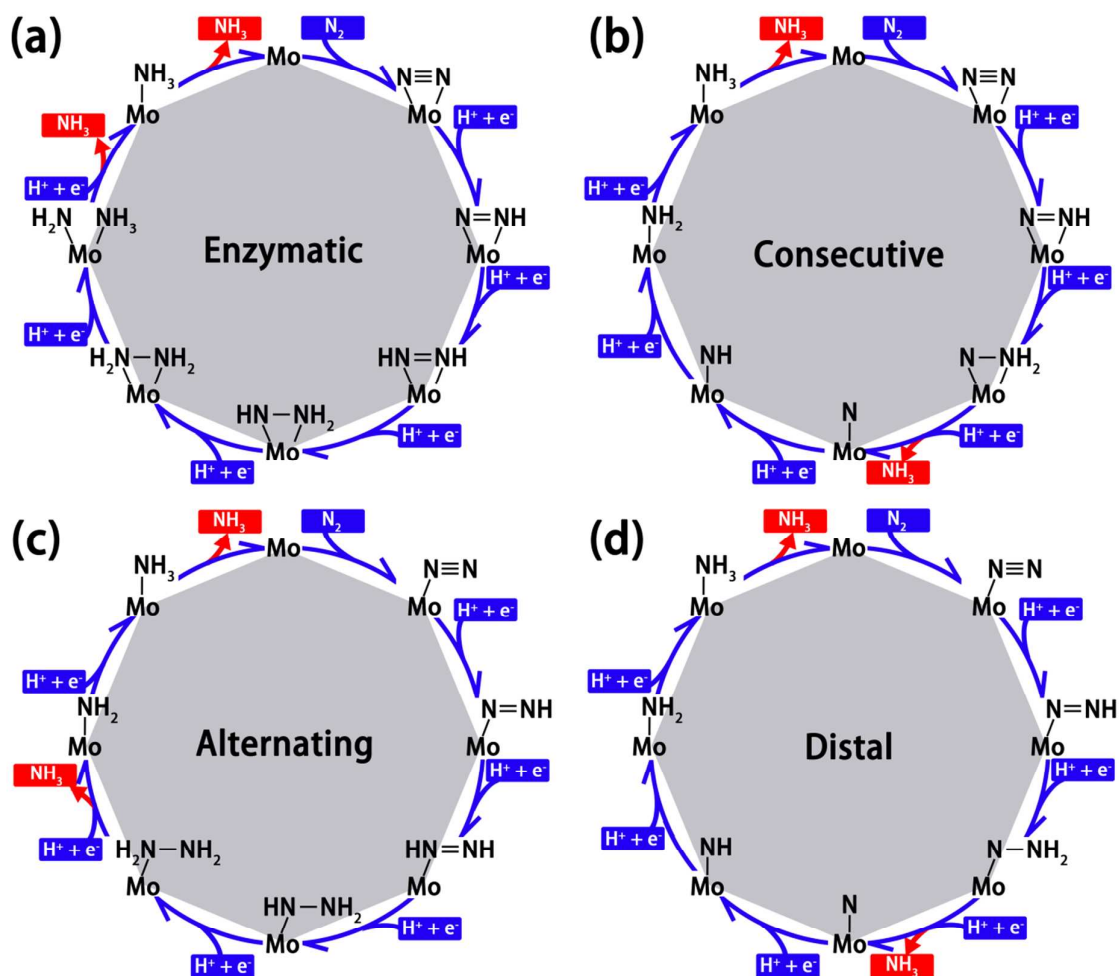 (a)
NH₃
N₂
Mo
NH₃
N≡N
Mo
Mo
H⁺ + e⁻
NH₃
H⁺ + e⁻
H₂N NH₃
N=NH
Mo
Enzymatic
Mo
H⁺ + e⁻
H⁺ + e⁻
H₂N—NH₂
HN=NH
Mo
Mo
HN—NH₂
H⁺ + e⁻
Mo
H⁺ + e⁻
(b)
NH₃
N₂
Mo
NH₃
N≡N
Mo
Mo
H⁺ + e⁻
H⁺ + e⁻
NH₂
N=NH
Mo
Consecutive
Mo
H⁺ + e⁻
H⁺ + e⁻
NH
N—NH₂
Mo
Mo
N
H⁺ + e⁻
Mo
H⁺ + e⁻
NH₃
(c)
NH₃
N₂
Mo
NH₃
N≡N
Mo
Mo
H⁺ + e⁻
H⁺ + e⁻
NH₂
N=NH
Mo
Alternating
Mo
NH₃
H⁺ + e⁻
H⁺ + e⁻
H₂N—NH₂
HN=NH
Mo
Mo
HN—NH₂
H⁺ + e⁻
Mo
H⁺ + e⁻
(d)
NH₃
N₂
Mo
NH₃
N≡N
Mo
Mo
H⁺ + e⁻
H⁺ + e⁻
NH₂
N=NH
Mo
Distal
Mo
H⁺ + e⁻
H⁺ + e⁻
NH
N—NH₂
Mo
Mo
N
H⁺ + e⁻
Mo
H⁺ + e⁻
NH₃